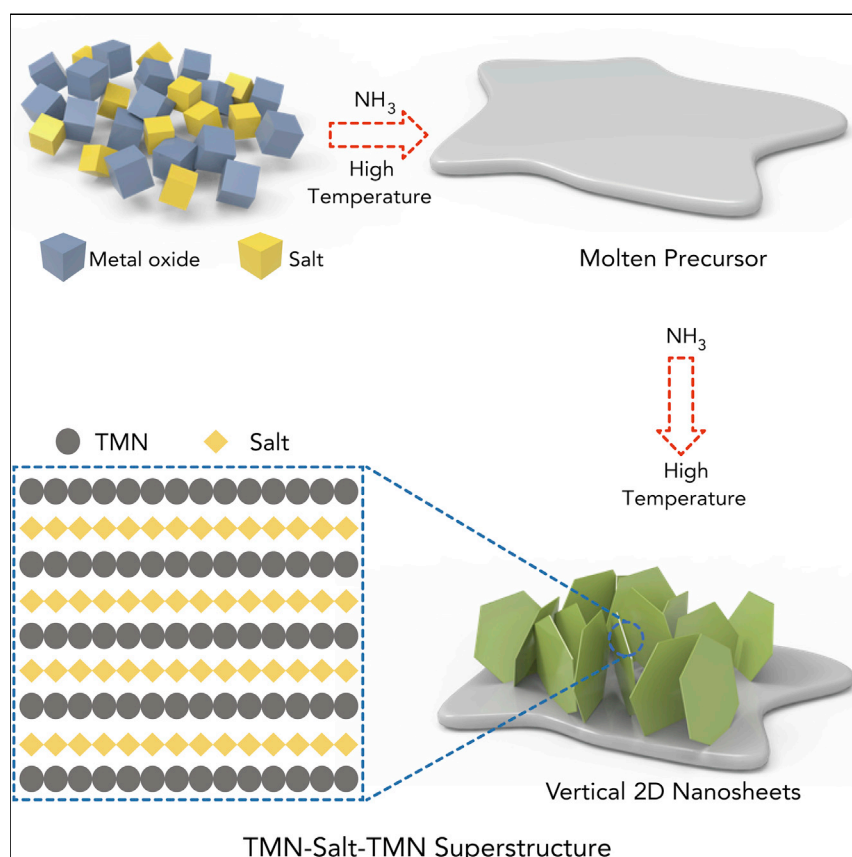 NH3
High
Temperature
Metal oxide
Salt
Molten Precursor
NH3
High
Temperature
TMN
Salt
Vertical 2D Nanosheets
TMN-Salt-TMN Superstructure